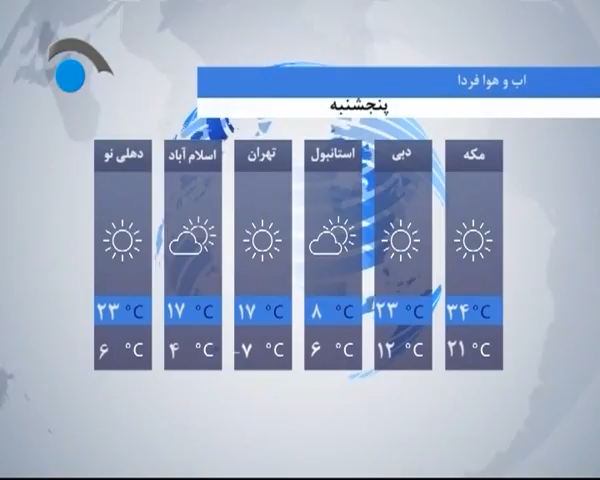 اب و هوا فردا
پنجشنبه
مکه دبی استانبول تهران اسلام آباد دهلی نو
۳۴ °C ۲۳ °C ۸ °C ۱۷ °C ۱۷ °C ۲۳ °C
۲۱ °C ۱۲ °C ۶ °C -۷ °C ۴ °C ۶ °C